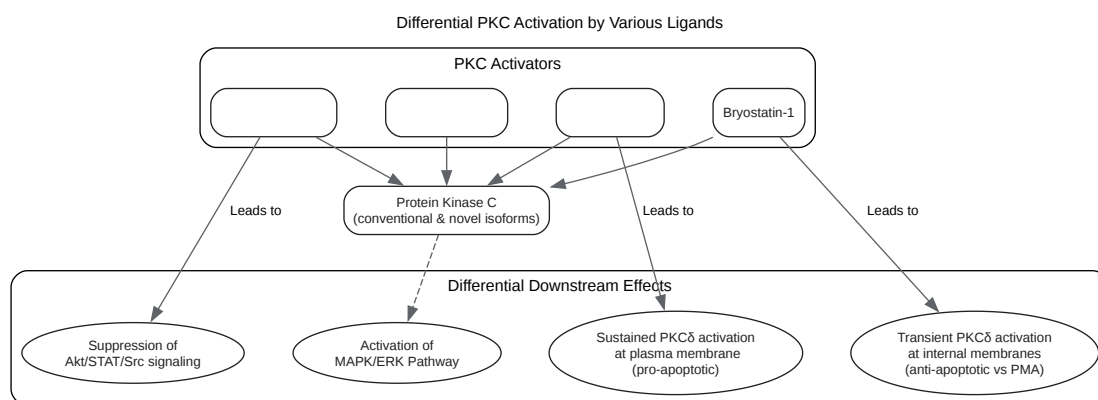 Differential PKC Activation by Various Ligands
PKC Activators
Bryostatin-1
Protein Kinase C
(conventional & novel isoforms)
Leads to
Leads to
Leads to
Differential Downstream Effects
Suppression of
Akt/STAT/Src signaling
Activation of
MAPK/ERK Pathway
Sustained PKCδ activation
at plasma membrane
(pro-apoptotic)
Transient PKCδ activation
at internal membranes
(anti-apoptotic vs PMA)